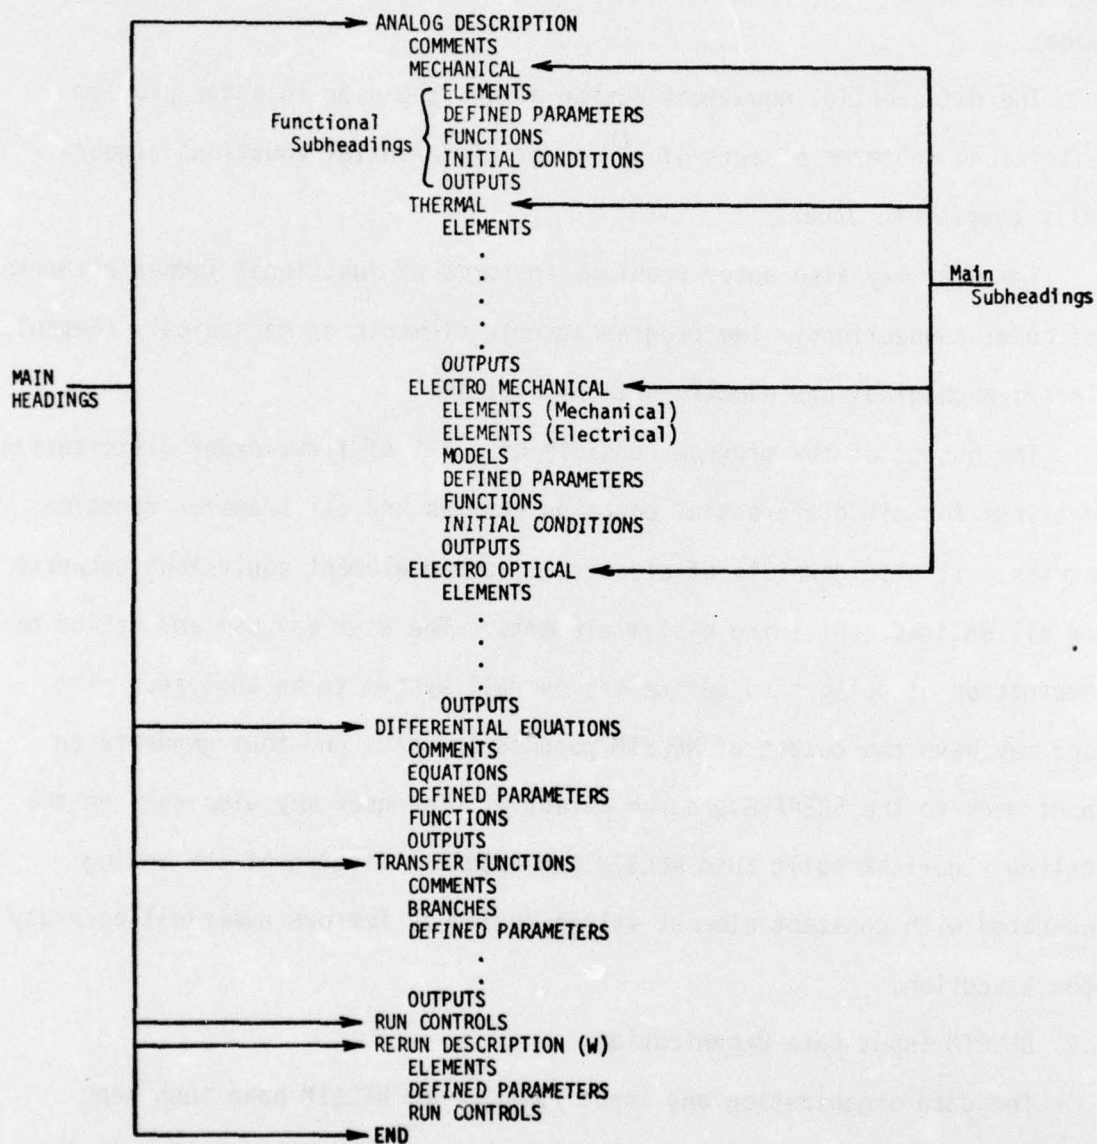 ANALOG DESCRIPTION
COMMENTS
MECHANICAL
ELEMENTS
DEFINED PARAMETERS
Functional
Subheadings
FUNCTIONS
INITIAL CONDITIONS
OUTPUTS
THERMAL
ELEMENTS
Main
Subheadings
OUTPUTS
MAIN
HEADINGS
ELECTRO MECHANICAL
ELEMENTS (Mechanical)
ELEMENTS (Electrical)
MODELS
DEFINED PARAMETERS
FUNCTIONS
INITIAL CONDITIONS
OUTPUTS
ELECTRO OPTICAL
ELEMENTS
OUTPUTS
DIFFERENTIAL EQUATIONS
COMMENTS
EQUATIONS
DEFINED PARAMETERS
FUNCTIONS
OUTPUTS
TRANSFER FUNCTIONS
COMMENTS
BRANCHES
DEFINED PARAMETERS
OUTPUTS
RUN CONTROLS
RERUN DESCRIPTION (W)
ELEMENTS
DEFINED PARAMETERS
RUN CONTROLS
END